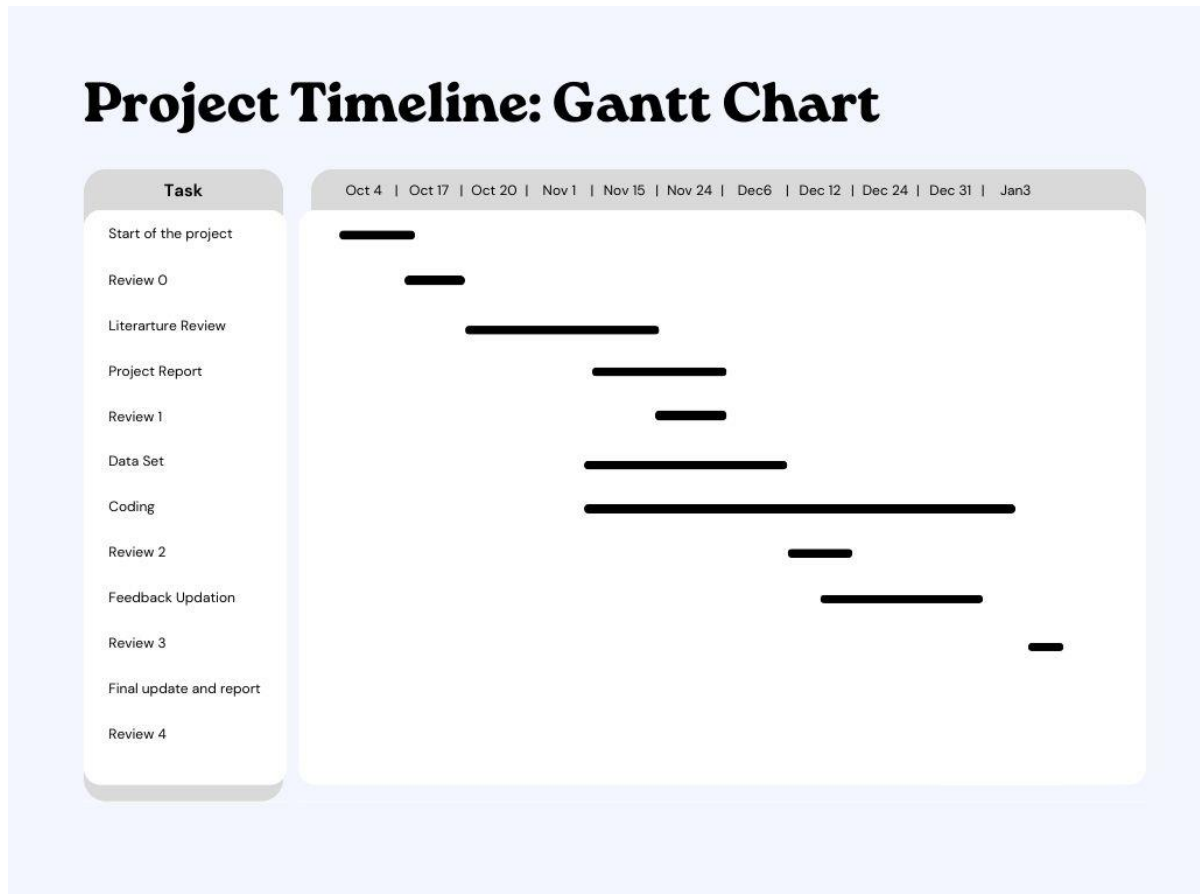 Project Timeline: Gantt Chart
Task
Oct 4 | Oct 17 | Oct 20 | Nov 1 | Nov 15 | Nov 24 | Dec6 | Dec 12 | Dec 24 | Dec 31 | Jan3
Start of the project
Review 0
Literarture Review
Project Report
Review 1
Data Set
Coding
Review 2
Feedback Updation
Review 3
Final update and report
Review 4